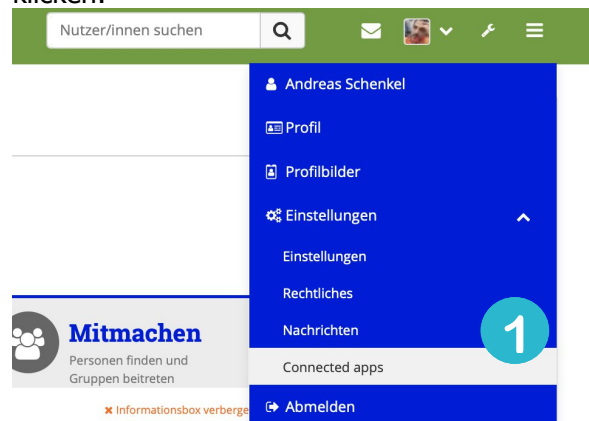 klicken.
Nutzer/innen suchen
Andreas Schenkel
Profil
Profilbilder
Einstellungen
Einstellungen
Rechtliches
Nachrichten
1
Connected apps
Abmelden
Mitmachen
Personen finden und
Gruppen beitreten
Informationsbox verberge